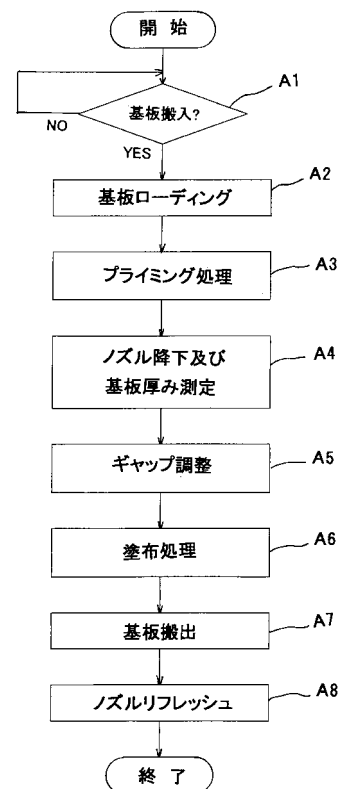 開 始
基板搬入?
A1
NO
YES
基板ローディング
A2
プライミング処理
A3
ノズル降下及び
基板厚み測定
A4
ギャップ調整
A5
塗布処理
A6
基板搬出
A7
ノズルリフレッシュ
A8
終 了